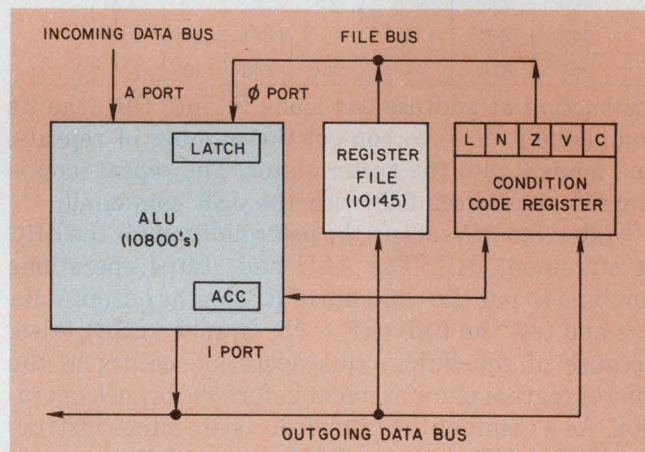 INCOMING DATA BUS
FILE BUS
A PORT
ϕ PORT
LATCH
ALU
(10800's)
ACC
REGISTER
FILE
(10145)
L N Z V C
CONDITION
CODE REGISTER
I PORT
OUTGOING DATA BUS